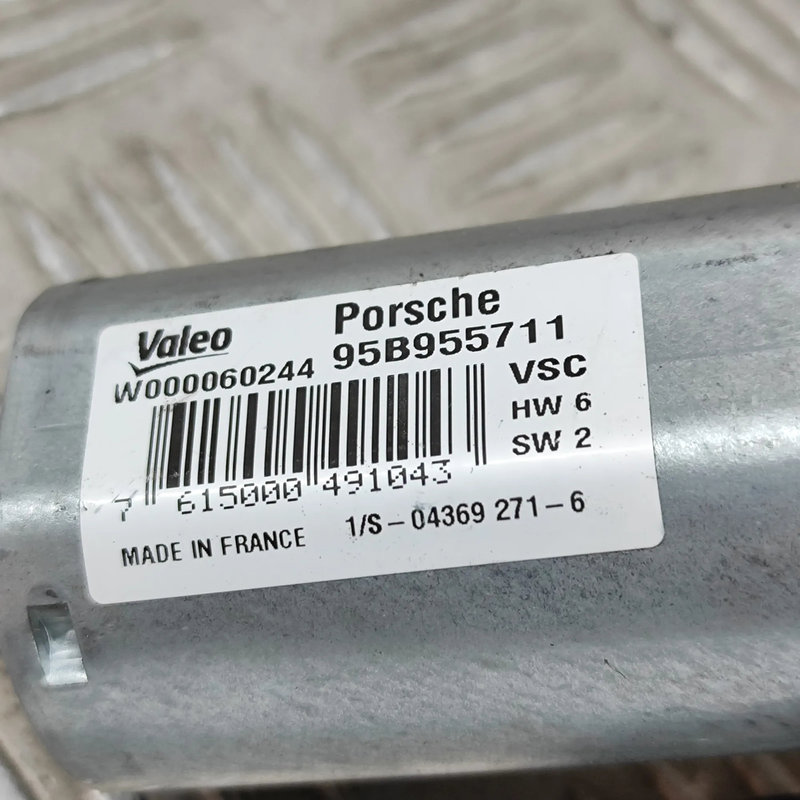 Valeo Porsche
W000060244 95B955711
VSC
HW 6
SW 2
7 615000 491043
MADE IN FRANCE 1/S-04369 271-6